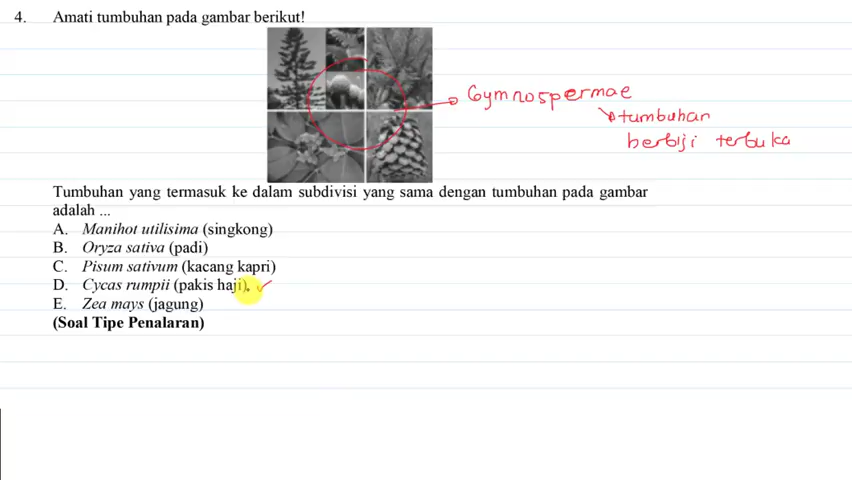 4. Amati tumbuhan pada gambar berikut!
Gymnospermae
tumbuhan
berbiji terbuka
Tumbuhan yang termasuk ke dalam subdivisi yang sama dengan tumbuhan pada gambar
adalah ...
A. Manihot utilisima (singkong)
B. Oryza sativa (padi)
C. Pisum sativum (kacang kapri)
D. Cycas rumpii (pakis haji).
E. Zea mays (jagung)
(Soal Tipe Penalaran)